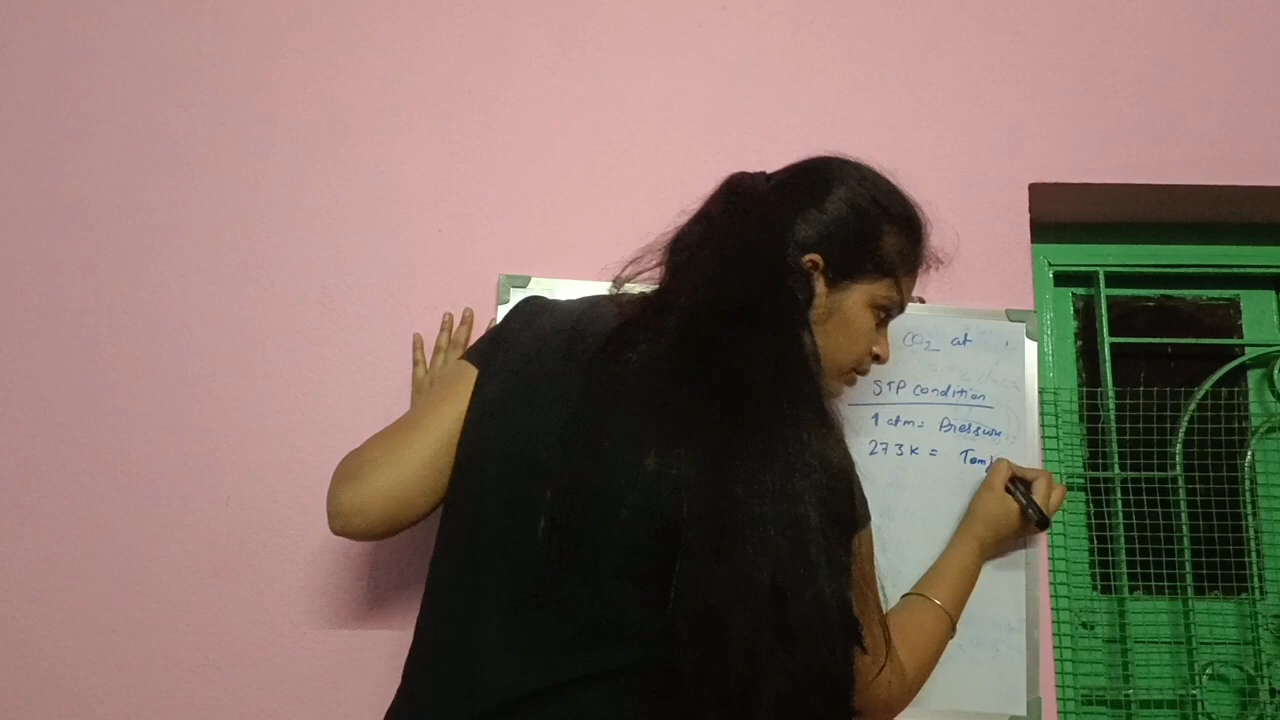 CO2 at
STP condition
1 atm = Pressure
273 K = Temp